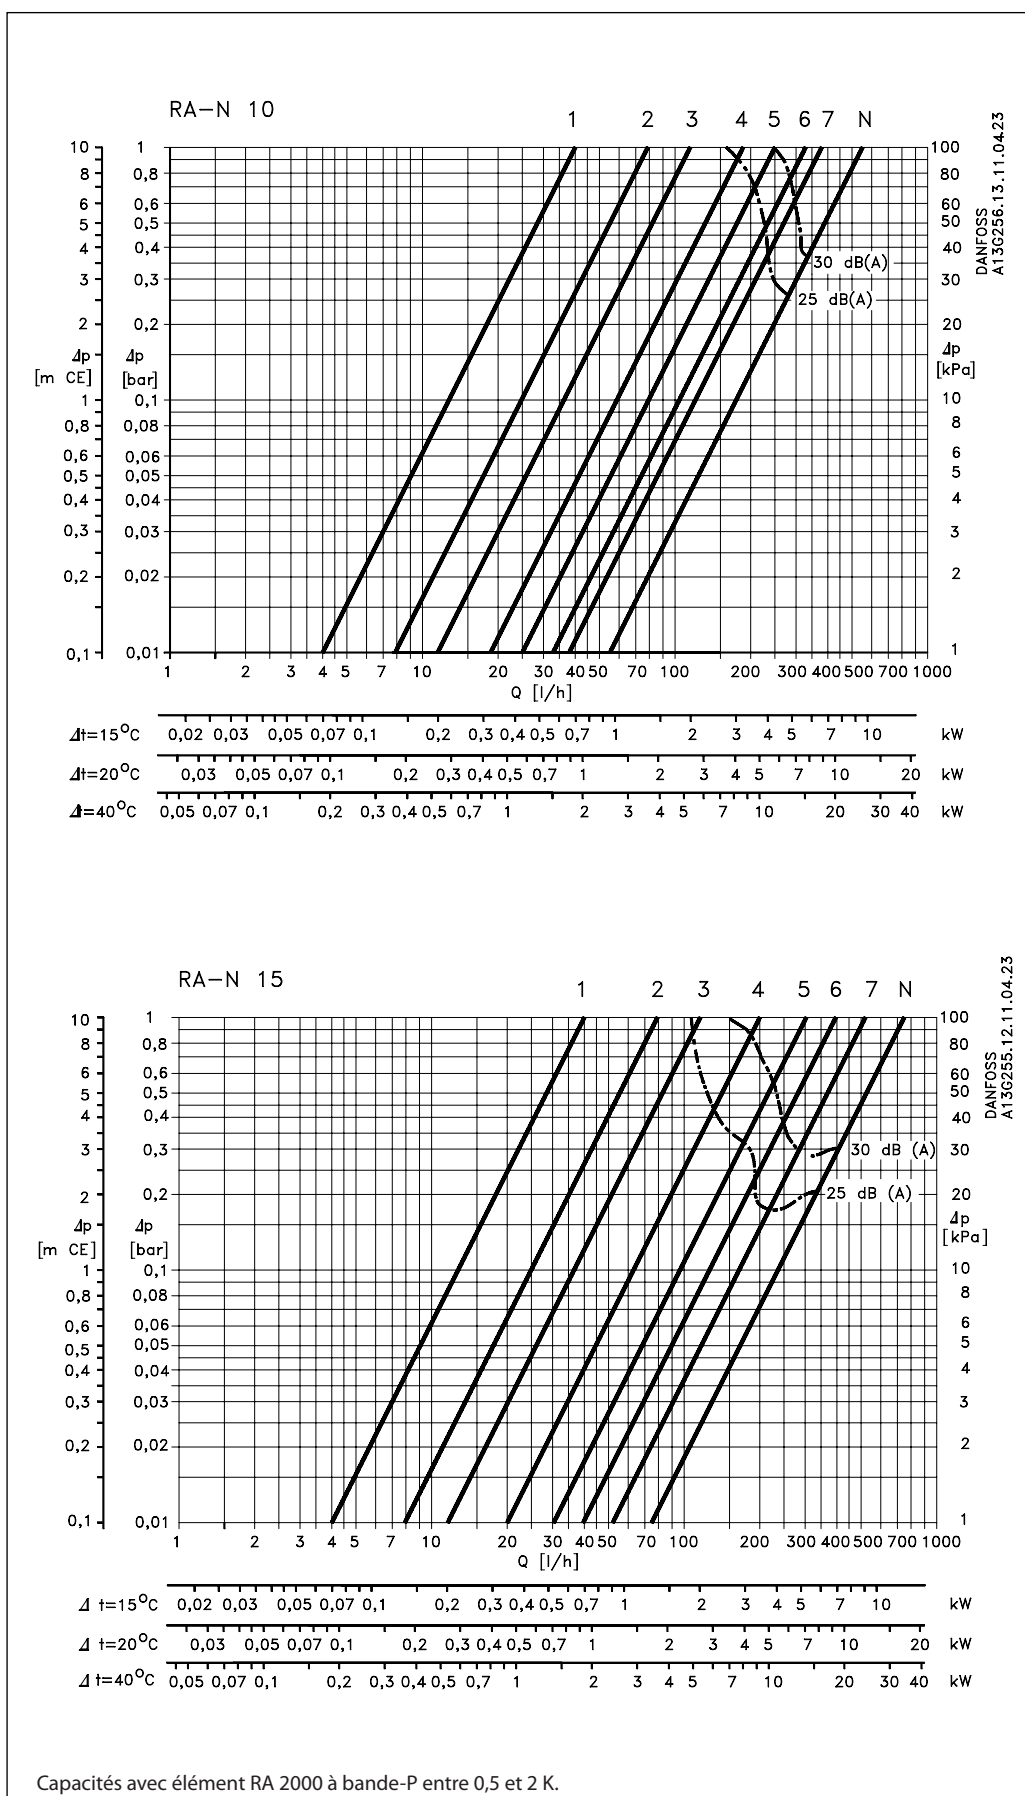 RA-N 10
1 2 3 4 5 6 7 N
10 1 100
8 0,8 80
6 0,6 60
5 0,5 50
4 0,4 40
30 dB(A)
3 0,3 30
25 dB(A)
2 0,2 20
Δp Δp Δp
[m CE] [bar] [kPa]
1 0,1 10
0,8 0,08 8
0,6 0,06 6
0,5 0,05 5
0,4 0,04 4
0,3 0,03 3
0,2 0,02 2
0,1 0,01 1
1 2 3 4 5 7 10 20 30 40 50 70 100 200 300 400 500 700 1000
Q [l/h]
Δt=15°C 0,02 0,03 0,05 0,07 0,1 0,2 0,3 0,4 0,5 0,7 1 2 3 4 5 7 10 kW
Δt=20°C 0,03 0,05 0,07 0,1 0,2 0,3 0,4 0,5 0,7 1 2 3 4 5 7 10 20 kW
Δt=40°C 0,05 0,07 0,1 0,2 0,3 0,4 0,5 0,7 1 2 3 4 5 7 10 20 30 40 kW
DANFOSS
A13G256.13.11.04.23
RA-N 15
1 2 3 4 5 6 7 N
10 1 100
8 0,8 80
6 0,6 60
5 0,5 50
4 0,4 40
3 0,3 30 dB (A) 30
2 0,2 25 dB (A) 20
Δp Δp Δp
[m CE] [bar] [kPa]
1 0,1 10
0,8 0,08 8
0,6 0,06 6
0,5 0,05 5
0,4 0,04 4
0,3 0,03 3
0,2 0,02 2
0,1 0,01 1
1 2 3 4 5 7 10 20 30 40 50 70 100 200 300 400 500 700 1000
Q [l/h]
Δ t=15°C 0,02 0,03 0,05 0,07 0,1 0,2 0,3 0,4 0,5 0,7 1 2 3 4 5 7 10 kW
Δ t=20°C 0,03 0,05 0,07 0,1 0,2 0,3 0,4 0,5 0,7 1 2 3 4 5 7 10 20 kW
Δ t=40°C 0,05 0,07 0,1 0,2 0,3 0,4 0,5 0,7 1 2 3 4 5 7 10 20 30 40 kW
DANFOSS
A13G255.12.11.04.23
Capacités avec élément RA 2000 à bande-P entre 0,5 et 2 K.